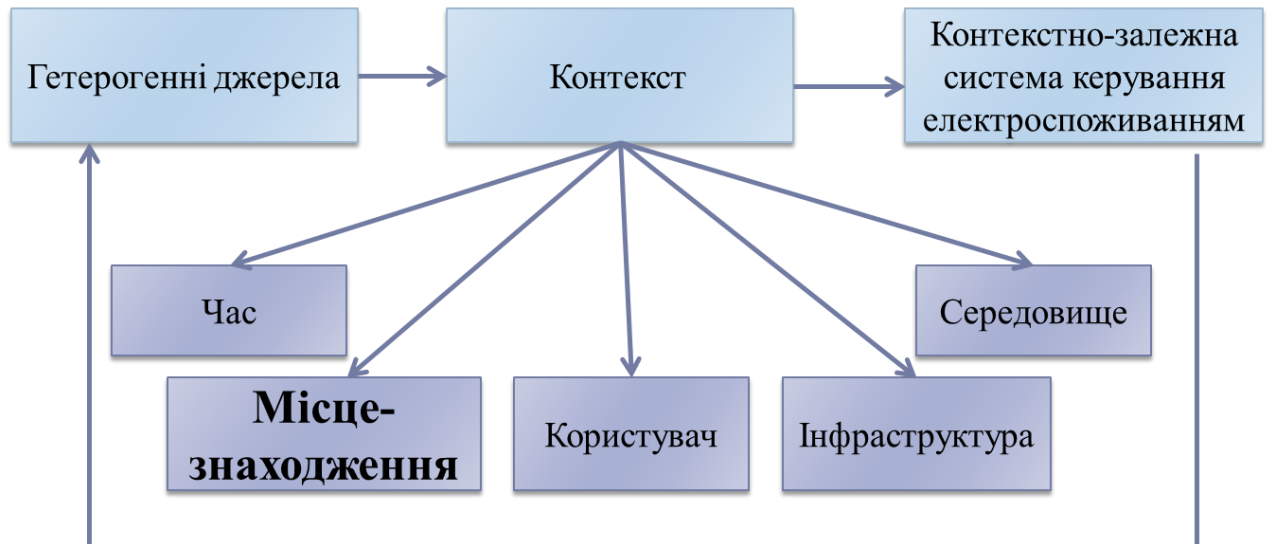 Гетерогенні джерела
Контекст
Контекстно-залежна
система керування
електроспоживанням
Час
Середовище
Місце-
знаходження
Користувач
Інфраструктура